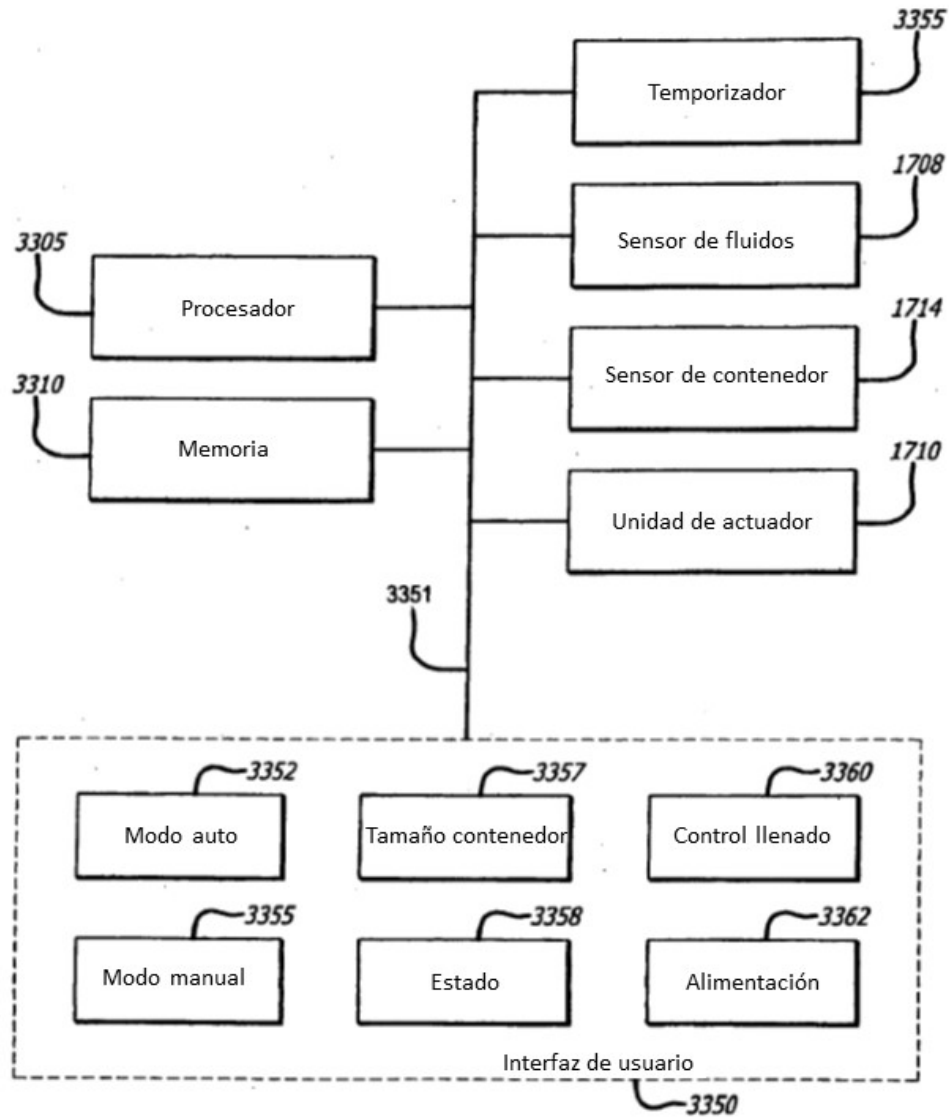 3355
Temporizador
1708
Sensor de fluidos
3305
Procesador
1714
Sensor de contenedor
3310
Memoria
1710
Unidad de actuador
3351
3352
Modo auto
3357
Tamaño contenedor
3360
Control llenado
3355
Modo manual
3358
Estado
3362
Alimentación
Interfaz de usuario
3350